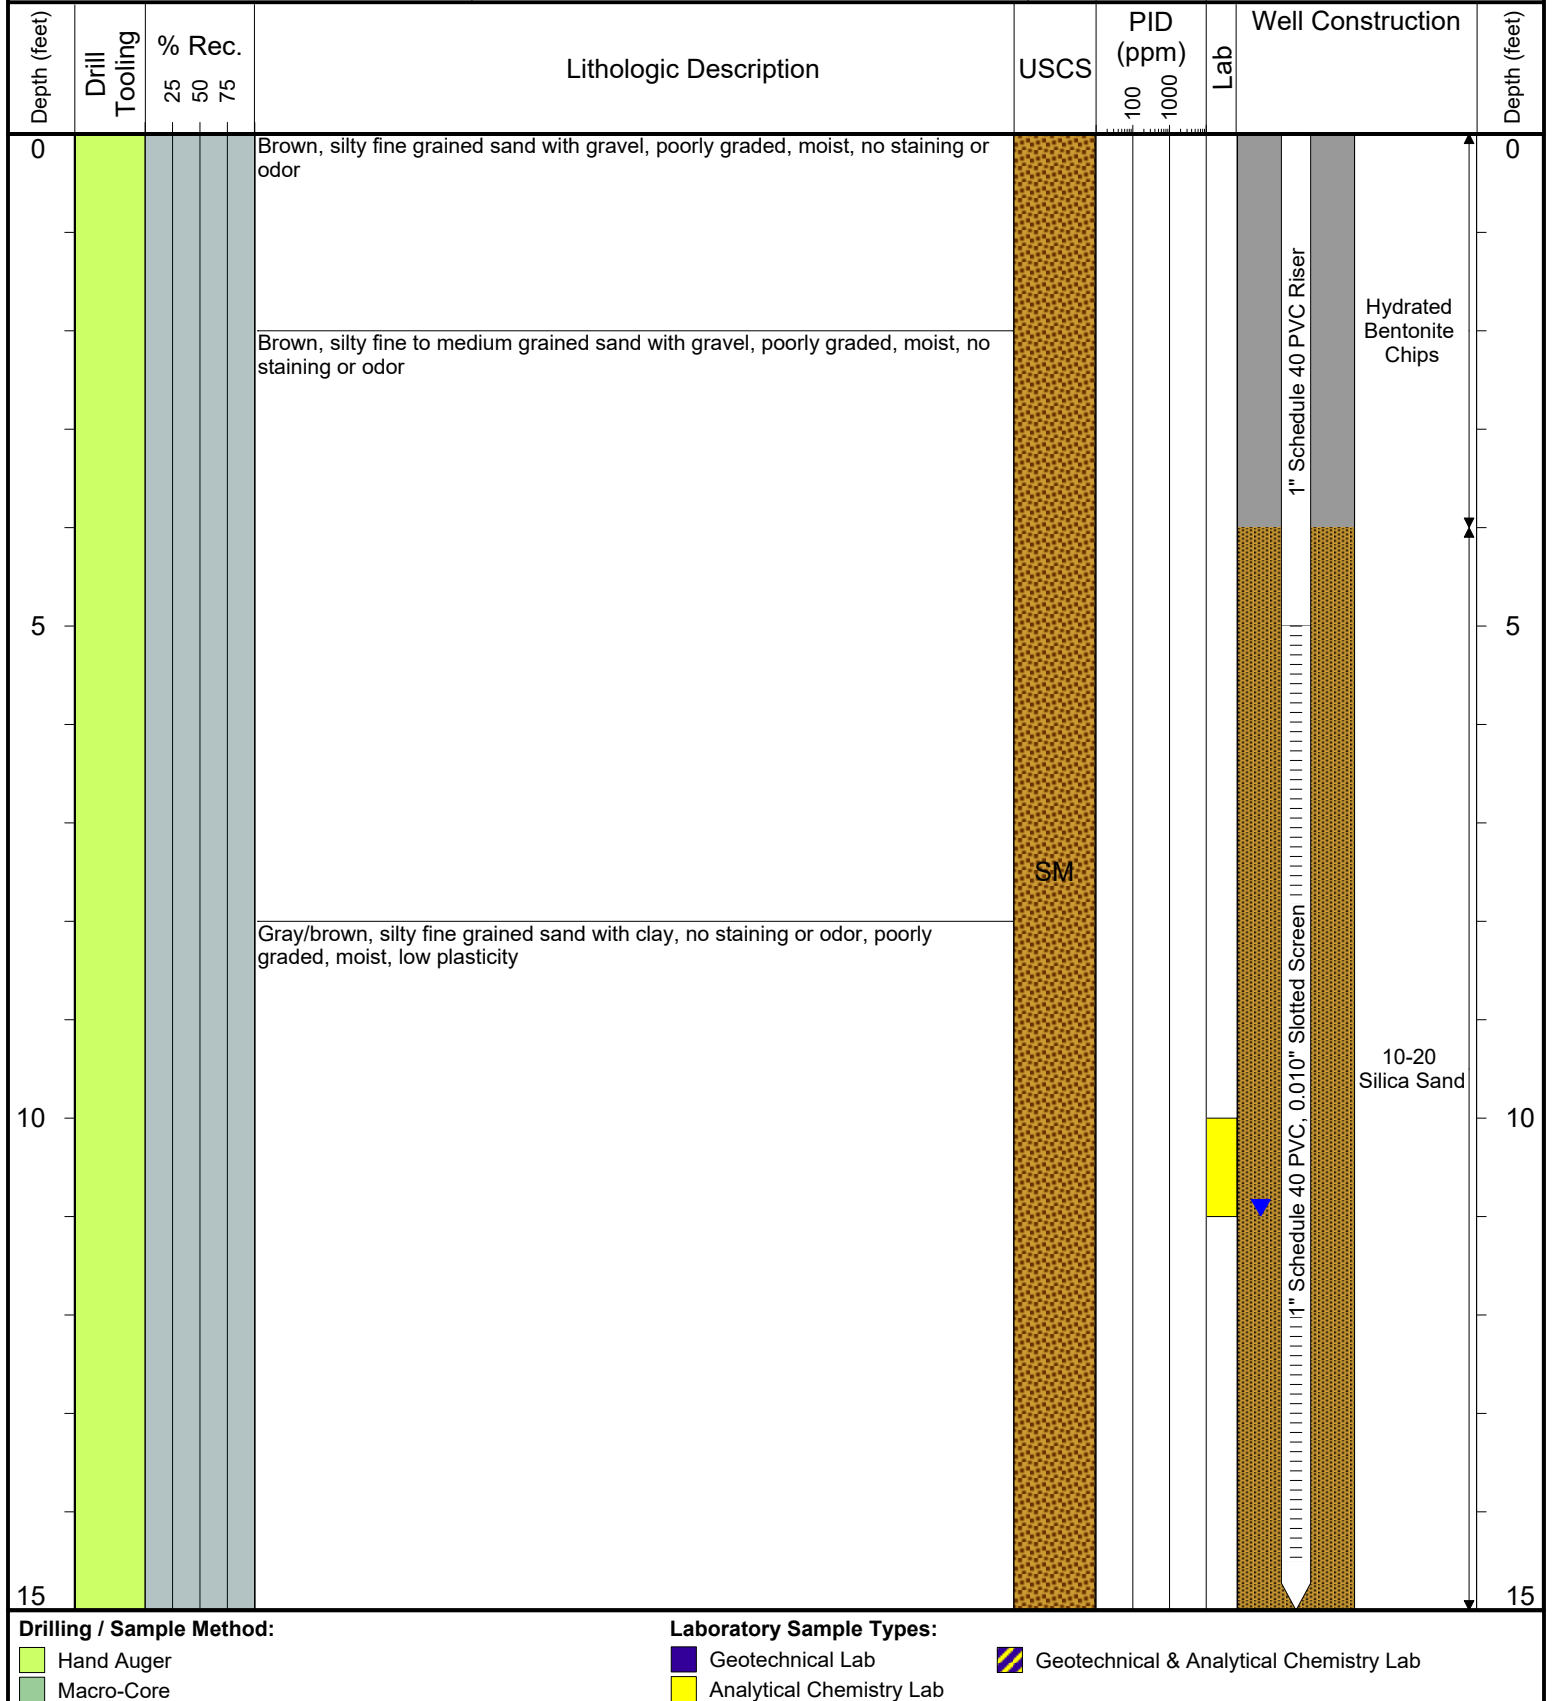 Depth (feet)
Drill
Tooling
% Rec.
25
50
75
Lithologic Description
USCS
PID
(ppm)
100
1000
Lab
Well Construction
Depth (feet)
0
Brown, silty fine grained sand with gravel, poorly graded, moist, no staining or
odor
0
1" Schedule 40 PVC Riser
Hydrated
Bentonite
Chips
Brown, silty fine to medium grained sand with gravel, poorly graded, moist, no
staining or odor
5
5
SM
Gray/brown, silty fine grained sand with clay, no staining or odor, poorly
graded, moist, low plasticity
1" Schedule 40 PVC, 0.010" Slotted Screen
10-20
Silica Sand
10
10
15
15
Drilling / Sample Method:
Hand Auger
Macro-Core
Laboratory Sample Types:
Geotechnical Lab
Analytical Chemistry Lab
Geotechnical & Analytical Chemistry Lab